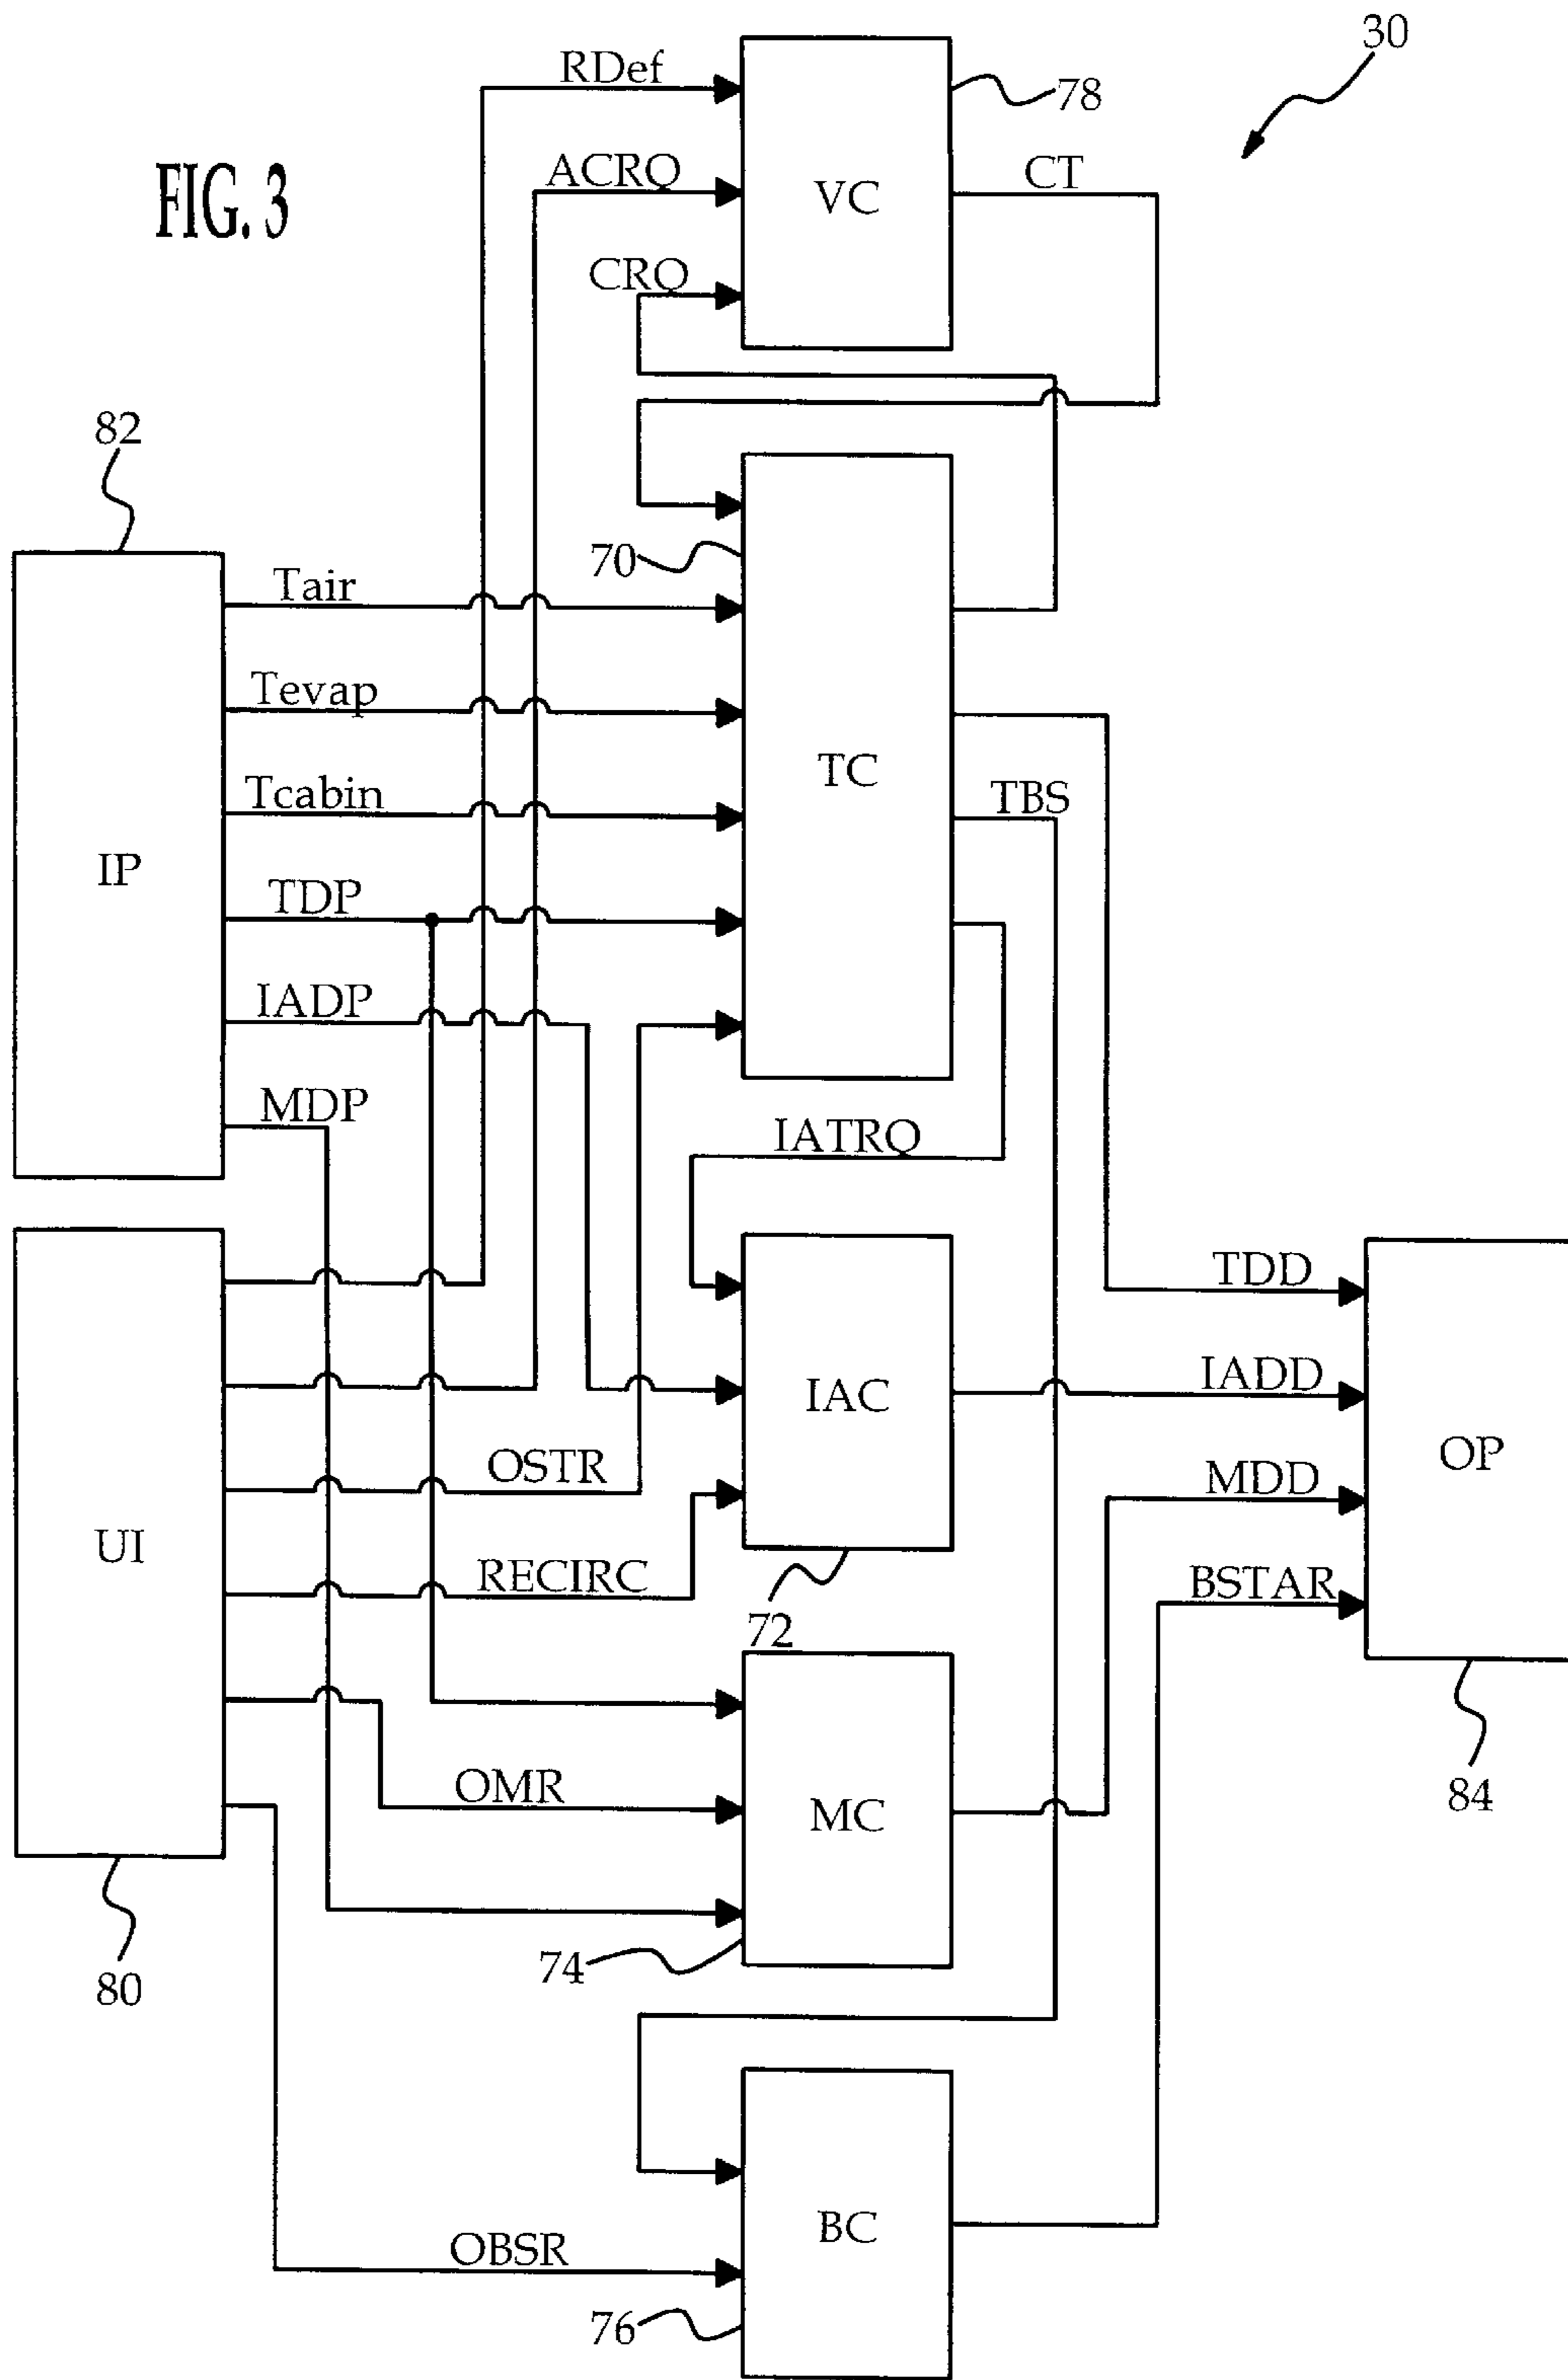 30
RDef
78
FIG. 3
ACRQ
VC
CT
CRQ
82
70
Tair
Tevap
TC
Tcabin
TBS
IP
TDP
IADP
MDP
IATRQ
TDD
IADD
IAC
OP
OSTR
MDD
UI
RECIRC
BSTAR
72
OMR
MC
84
74
80
BC
OBSR
76